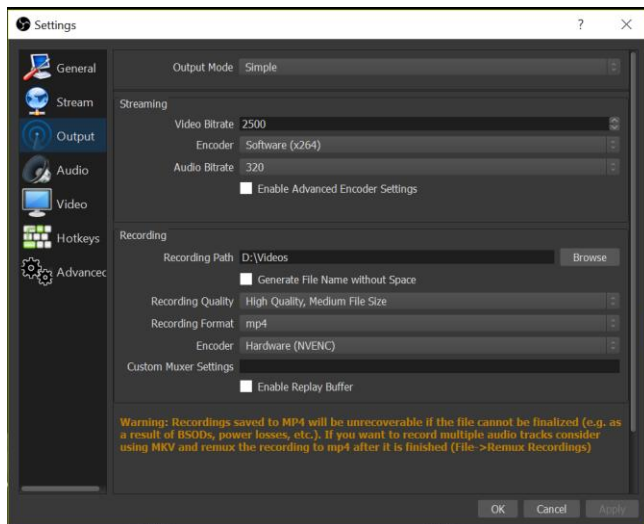 Settings
?
General
Stream
Output
Audio
Video
Hotkeys
Advanced
Output Mode Simple
Streaming
Video Bitrate 2500
Encoder Software (x264)
Audio Bitrate 320
Enable Advanced Encoder Settings
Recording
Recording Path D:\Videos Browse
Generate File Name without Space
Recording Quality High Quality, Medium File Size
Recording Format mp4
Encoder Hardware (NVENC)
Custom Muxer Settings
Enable Replay Buffer
Warning: Recordings saved to MP4 will be unrecoverable if the file cannot be finalized (e.g. as
a result of BSODs, power losses, etc.). If you want to record multiple audio tracks consider
using MKV and remux the recording to mp4 after it is finished (File->Remux Recordings)
OK Cancel Apply